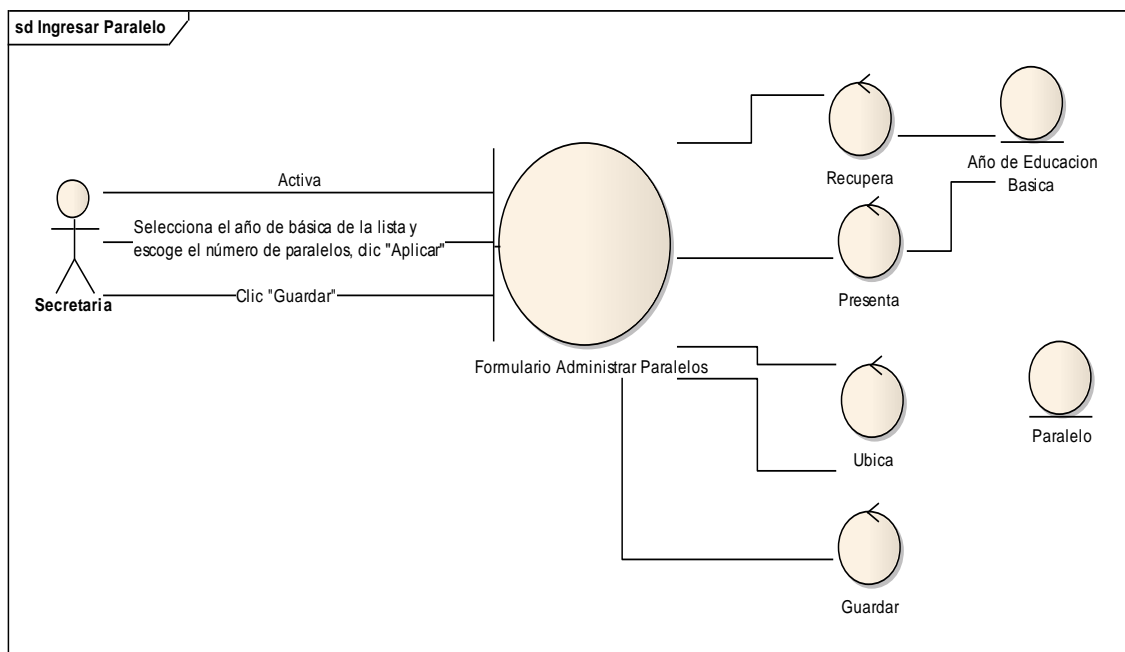 sd Ingresar Paralelo
Activa
Selecciona el año de básica de la lista y
escoge el número de paralelos, clic "Aplicar"
Clic "Guardar"
Secretaria
Formulario Administrar Paralelos
Recupera
Año de Educacion
Basica
Presenta
Ubica
Paralelo
Guardar